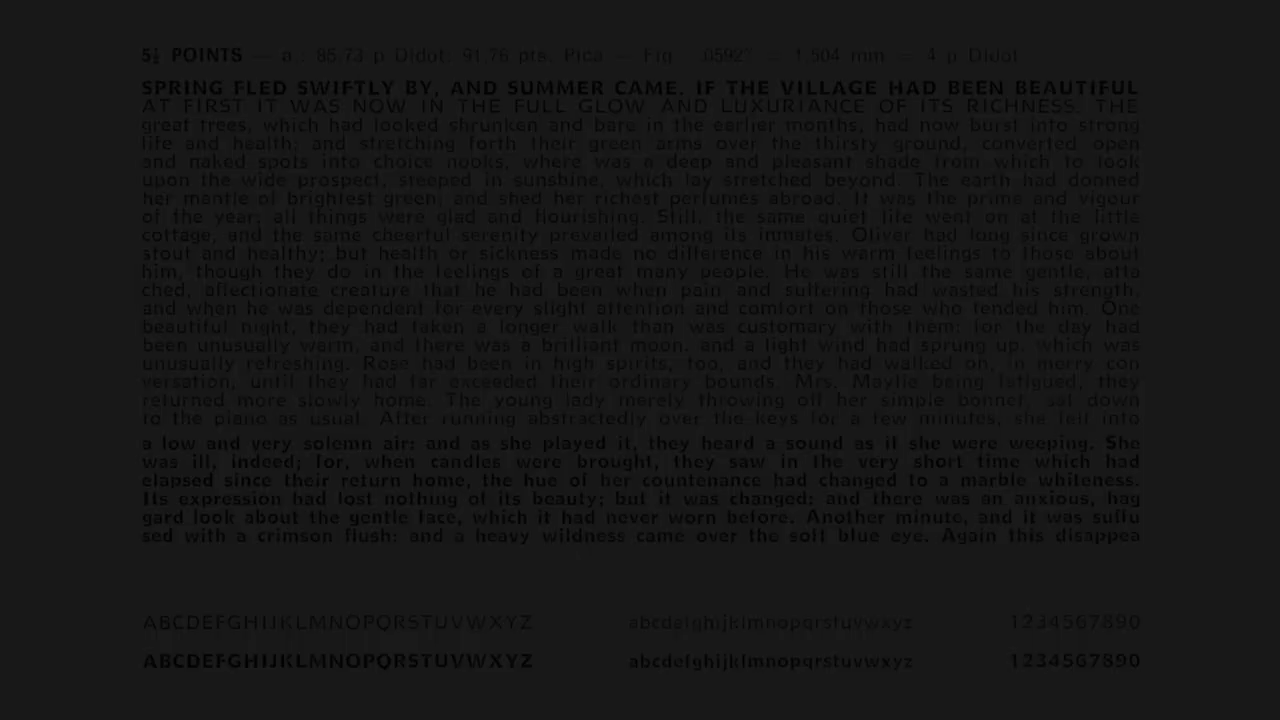 5½ POINTS — ø : 85,73 p Didot; 91,76 pts. Pica — Fig .0592" = 1,504 mm = 4 p Didot
SPRING FLED SWIFTLY BY, AND SUMMER CAME. IF THE VILLAGE HAD BEEN BEAUTIFUL
AT FIRST IT WAS NOW IN THE FULL GLOW AND LUXURIANCE OF ITS RICHNESS. THE
great trees, which had looked shrunken and bare in the earlier months, had now burst into strong
life and health; and stretching forth their green arms over the thirsty ground, converted open
and naked spots into choice nooks, where was a deep and pleasant shade from which to look
upon the wide prospect, steeped in sunshine, which lay stretched beyond. The earth had donned
her mantle of brightest green; and shed her richest perfumes abroad. It was the prime and vigour
of the year; all things were glad and flourishing. Still, the same quiet life went on at the little
cottage, and the same cheerful serenity prevailed among its inmates. Oliver had long since grown
stout and healthy; but health or sickness made no difference in his warm feelings to those about
him, though they do in the feelings of a great many people. He was still the same gentle, atta
ched, affectionate creature that he had been when pain and suffering had wasted his strength,
and when he was dependent for every slight attention and comfort on those who tended him. One
beautiful night, they had taken a longer walk than was customary with them; for the day had
been unusually warm, and there was a brilliant moon, and a light wind had sprung up, which was
unusually refreshing. Rose had been in high spirits, too, and they had walked on, in merry con
versation, until they had far exceeded their ordinary bounds. Mrs. Maylie being fatigued, they
returned more slowly home. The young lady merely throwing off her simple bonnet, sat down
to the piano as usual. After running abstractedly over the keys for a few minutes, she fell into
a low and very solemn air; and as she played it, they heard a sound as if she were weeping. She
was ill, indeed; for, when candles were brought, they saw in the very short time which had
elapsed since their return home, the hue of her countenance had changed to a marble whiteness.
Its expression had lost nothing of its beauty; but it was changed; and there was an anxious, hag
gard look about the gentle face, which it had never worn before. Another minute, and it was suffu
sed with a crimson flush: and a heavy wildness came over the soft blue eye. Again this disappea
ABCDEFGHIJKLMNOPQRSTUVWXYZ abcdefghijklmnopqrstuvwxyz 1234567890
ABCDEFGHIJKLMNOPQRSTUVWXYZ abcdefghijklmnopqrstuvwxyz 1234567890